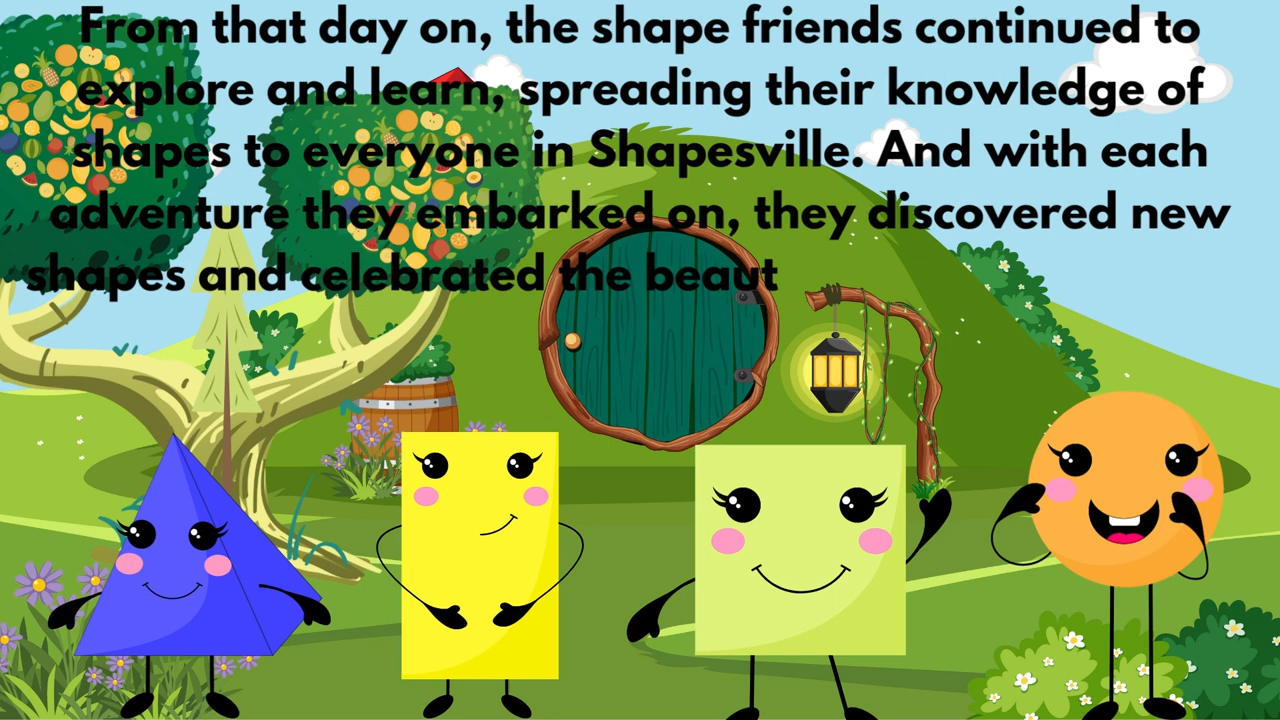 From that day on, the shape friends continued to
explore and learn, spreading their knowledge of
shapes to everyone in Shapesville. And with each
adventure they embarked on, they discovered new
shapes and celebrated the beaut